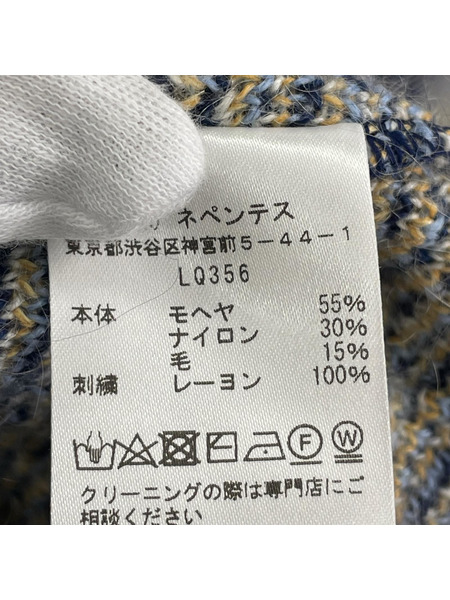 ネペンテス
東京都渋谷区神宮前5-44-1
LQ356
本体 モヘヤ 55%
ナイロン 30%
毛 15%
刺繍 レーヨン 100%
F W
クリーニングの際は専門店にご
相談ください